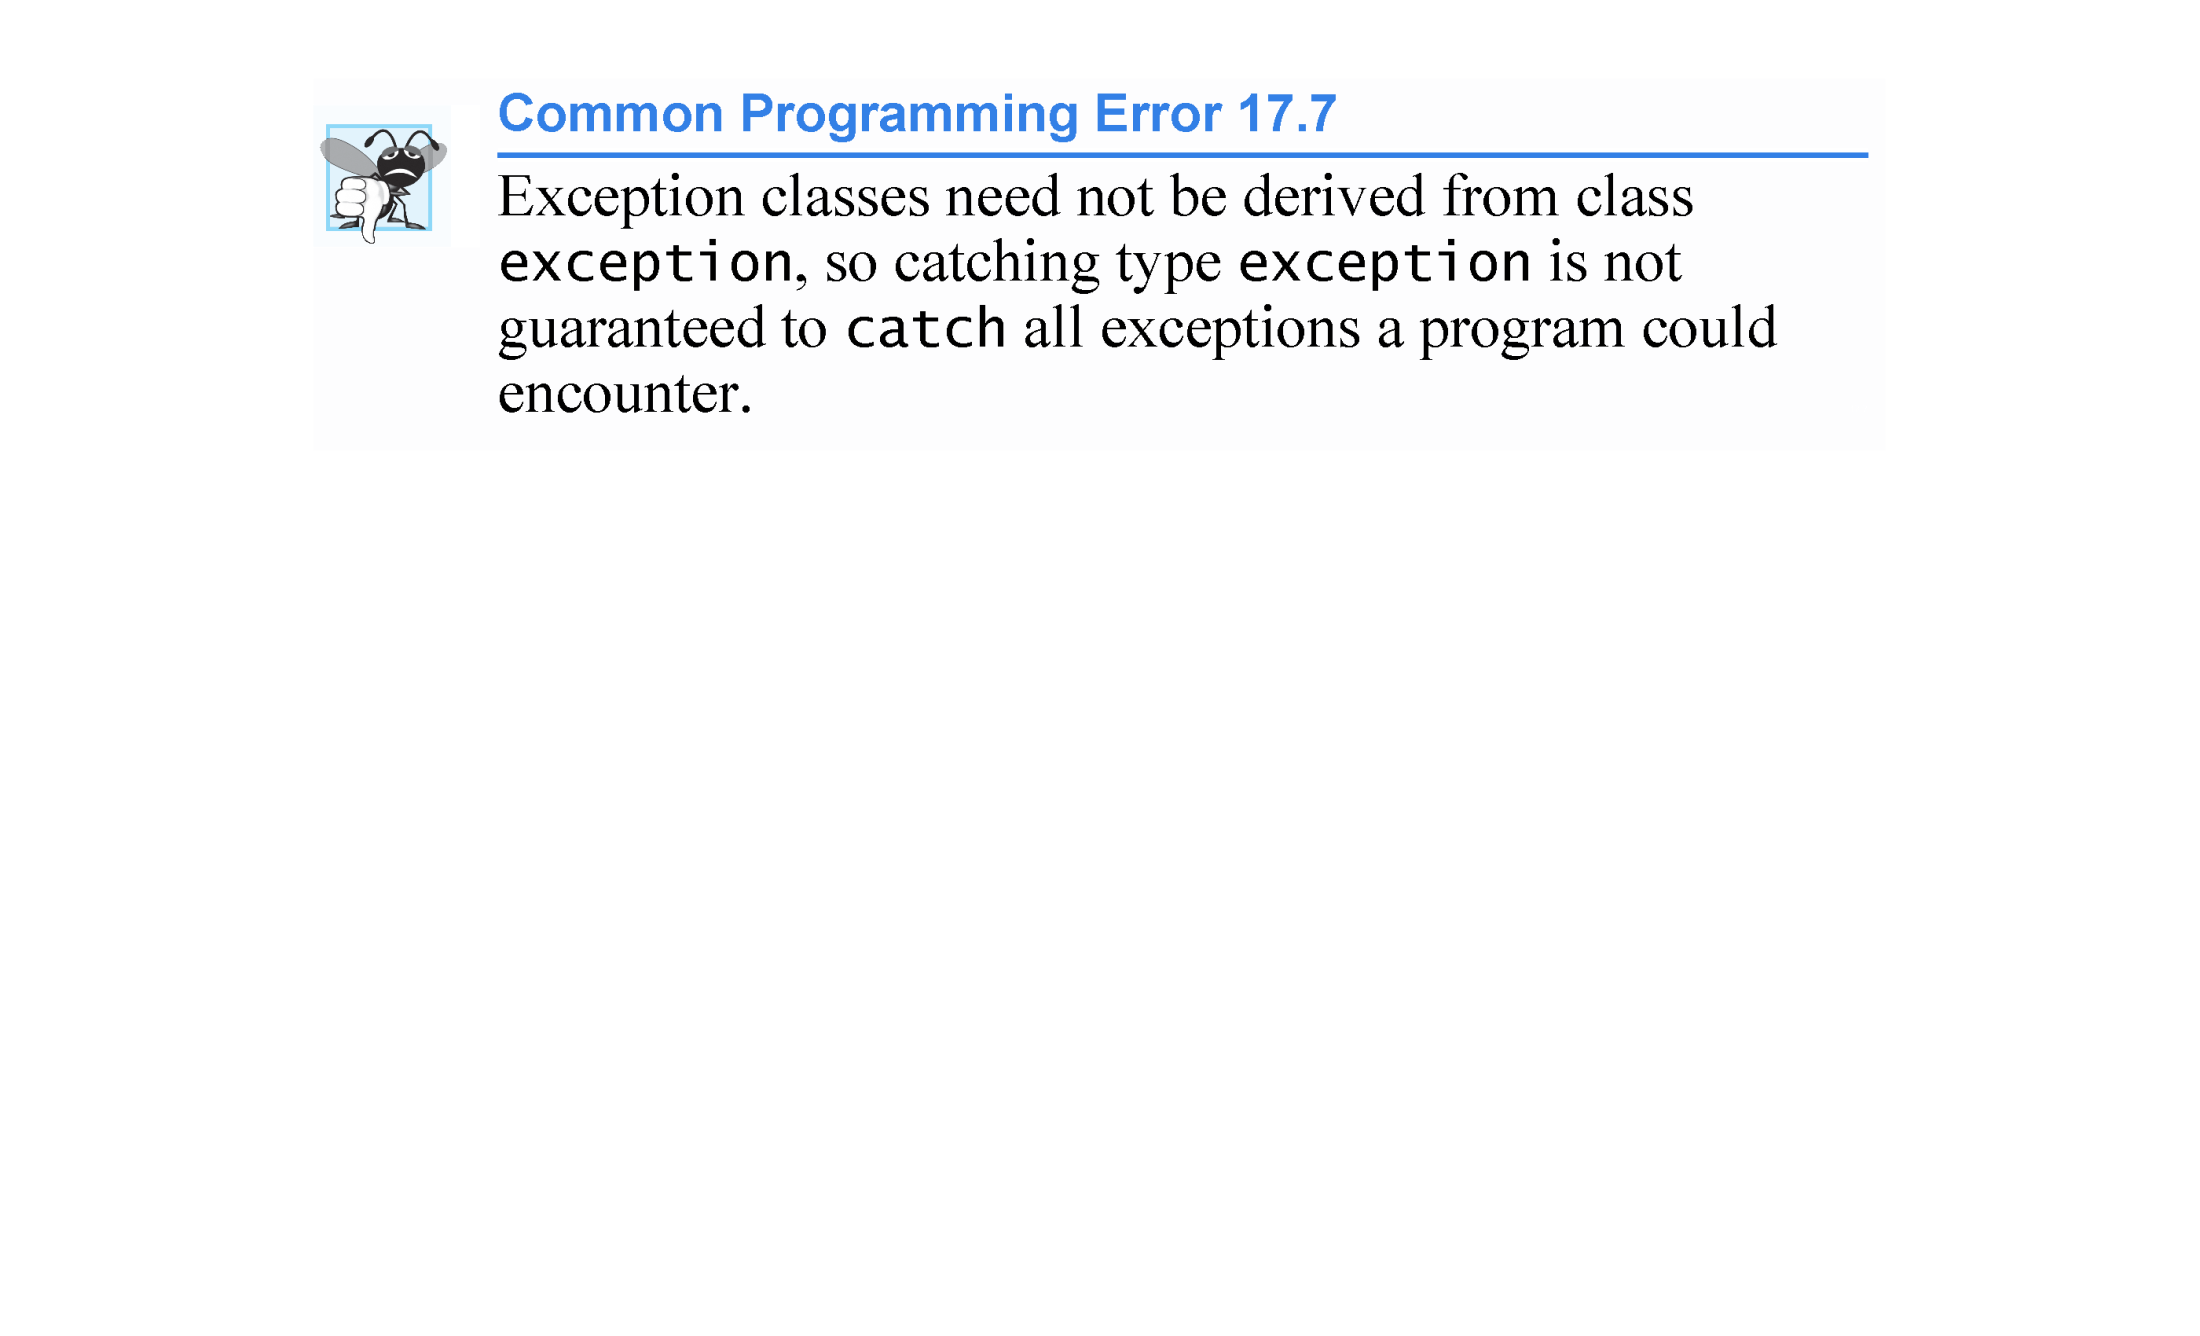 Common Programming Error 17.7
Exception classes need not be derived from class
exception, so catching type exception is not
guaranteed to catch all exceptions a program could
encounter.